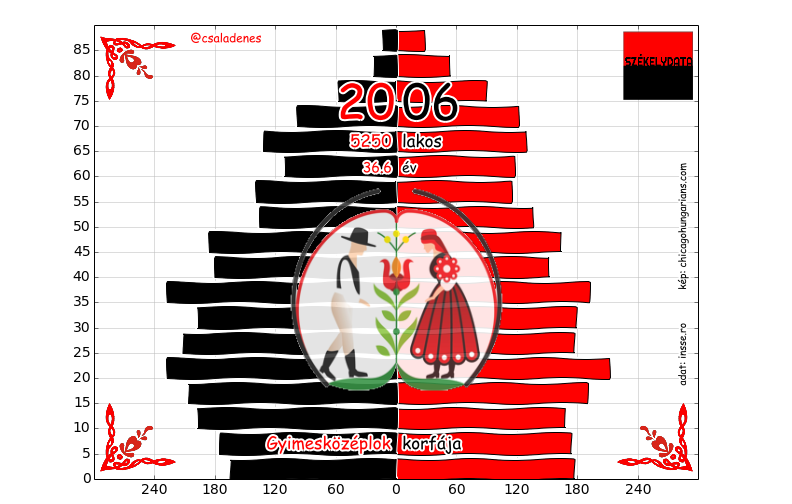 @csaladenes
SZÉKELYDATA
2006
5250 lakos
36.6 év
Gyimesközéplok korfája
kép: chicagohungarians.com
adat: insse.ro
85
80
75
70
65
60
55
50
45
40
35
30
25
20
15
10
5
0
240 180 120 60 0 60 120 180 240